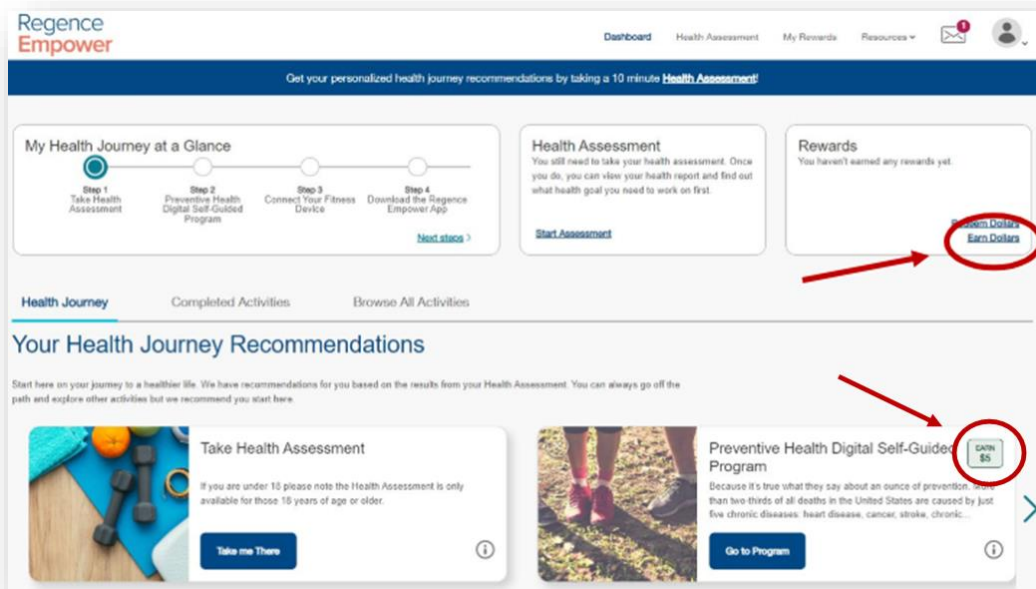 Regence
Empower
Dashboard
Health Assessment
My Rewards
Resources
1
Get your personalized health journey recommendations by taking a 10 minute Health Assessment!
My Health Journey at a Glance
Step 1
Take Health
Assessment
Step 2
Preventive Health
Digital Self-Guided
Program
Step 3
Connect Your Fitness
Device
Step 4
Download the Regence
Empower App
Next steps >
Health Assessment
You still need to take your health assessment. Once
you do, you can view your health report and find out
what health goal you need to work on first.
Start Assessment
Rewards
You haven't earned any rewards yet.
Redeem Dollars
Earn Dollars
Health Journey
Completed Activities
Browse All Activities
Your Health Journey Recommendations
Start here on your journey to a healthier life. We have recommendations for you based on the results from your Health Assessment. You can always go off the
path and explore other activities but we recommend you start here.
Take Health Assessment
If you are under 18 please note the Health Assessment is only
available for those 18 years of age or older.
Take me There
Preventive Health Digital Self-Guided
Program
EARN
$5
Because it's true what they say about an ounce of prevention. More
than two-thirds of all deaths in the United States are caused by just
five chronic diseases: heart disease, cancer, stroke, chronic...
Go to Program